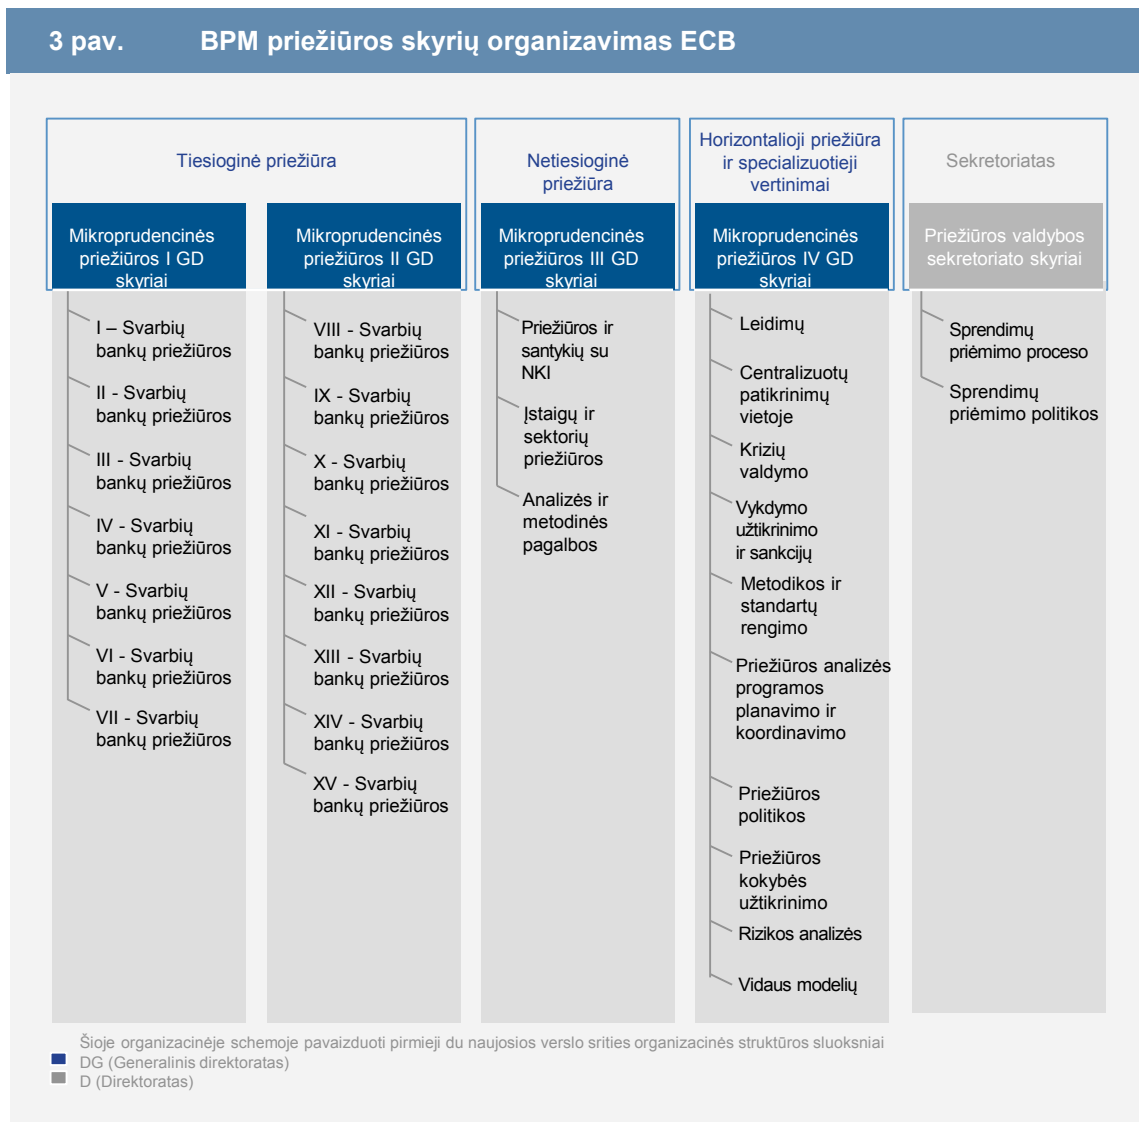 3 pav. BPM priežiūros skyrių organizavimas ECB
Tiesioginė priežiūra
Mikroprudencinės
priežiūros I GD
skyriai
I – Svarbių
bankų priežiūros
II - Svarbių
bankų priežiūros
III - Svarbių
bankų priežiūros
IV - Svarbių
bankų priežiūros
V - Svarbių
bankų priežiūros
VI - Svarbių
bankų priežiūros
VII - Svarbių
bankų priežiūros
Mikroprudencinės
priežiūros II GD
skyriai
VIII - Svarbių
bankų priežiūros
IX - Svarbių
bankų priežiūros
X - Svarbių
bankų priežiūros
XI - Svarbių
bankų priežiūros
XII - Svarbių
bankų priežiūros
XIII - Svarbių
bankų priežiūros
XIV - Svarbių
bankų priežiūros
XV - Svarbių
bankų priežiūros
Netiesioginė
priežiūra
Mikroprudencinės
priežiūros III GD
skyriai
Priežiūros ir
santykių su
NKI
Įstaigų ir
sektorių
priežiūros
Analizės ir
metodinės
pagalbos
Horizontalioji priežiūra
ir specializuotieji
vertinimai
Mikroprudencinės
priežiūros IV GD
skyriai
Leidimų
Centralizuotų
patikrinimų
vietoje
Krizių
valdymo
Vykdymo
užtikrinimo
ir sankcijų
Metodikos ir
standartų
rengimo
Priežiūros analizės
programos
planavimo ir
koordinavimo
Priežiūros
politikos
Priežiūros
kokybės
užtikrinimo
Rizikos analizės
Vidaus modelių
Sekretoriatas
Priežiūros valdybos
sekretoriato skyriai
Sprendimų
priėmimo proceso
Sprendimų
priėmimo politikos
Šioje organizacinėje schemoje pavaizduoti pirmieji du naujosios verslo srities organizacinės struktūros sluoksniai
DG (Generalinis direktoratas)
D (Direktoratas)